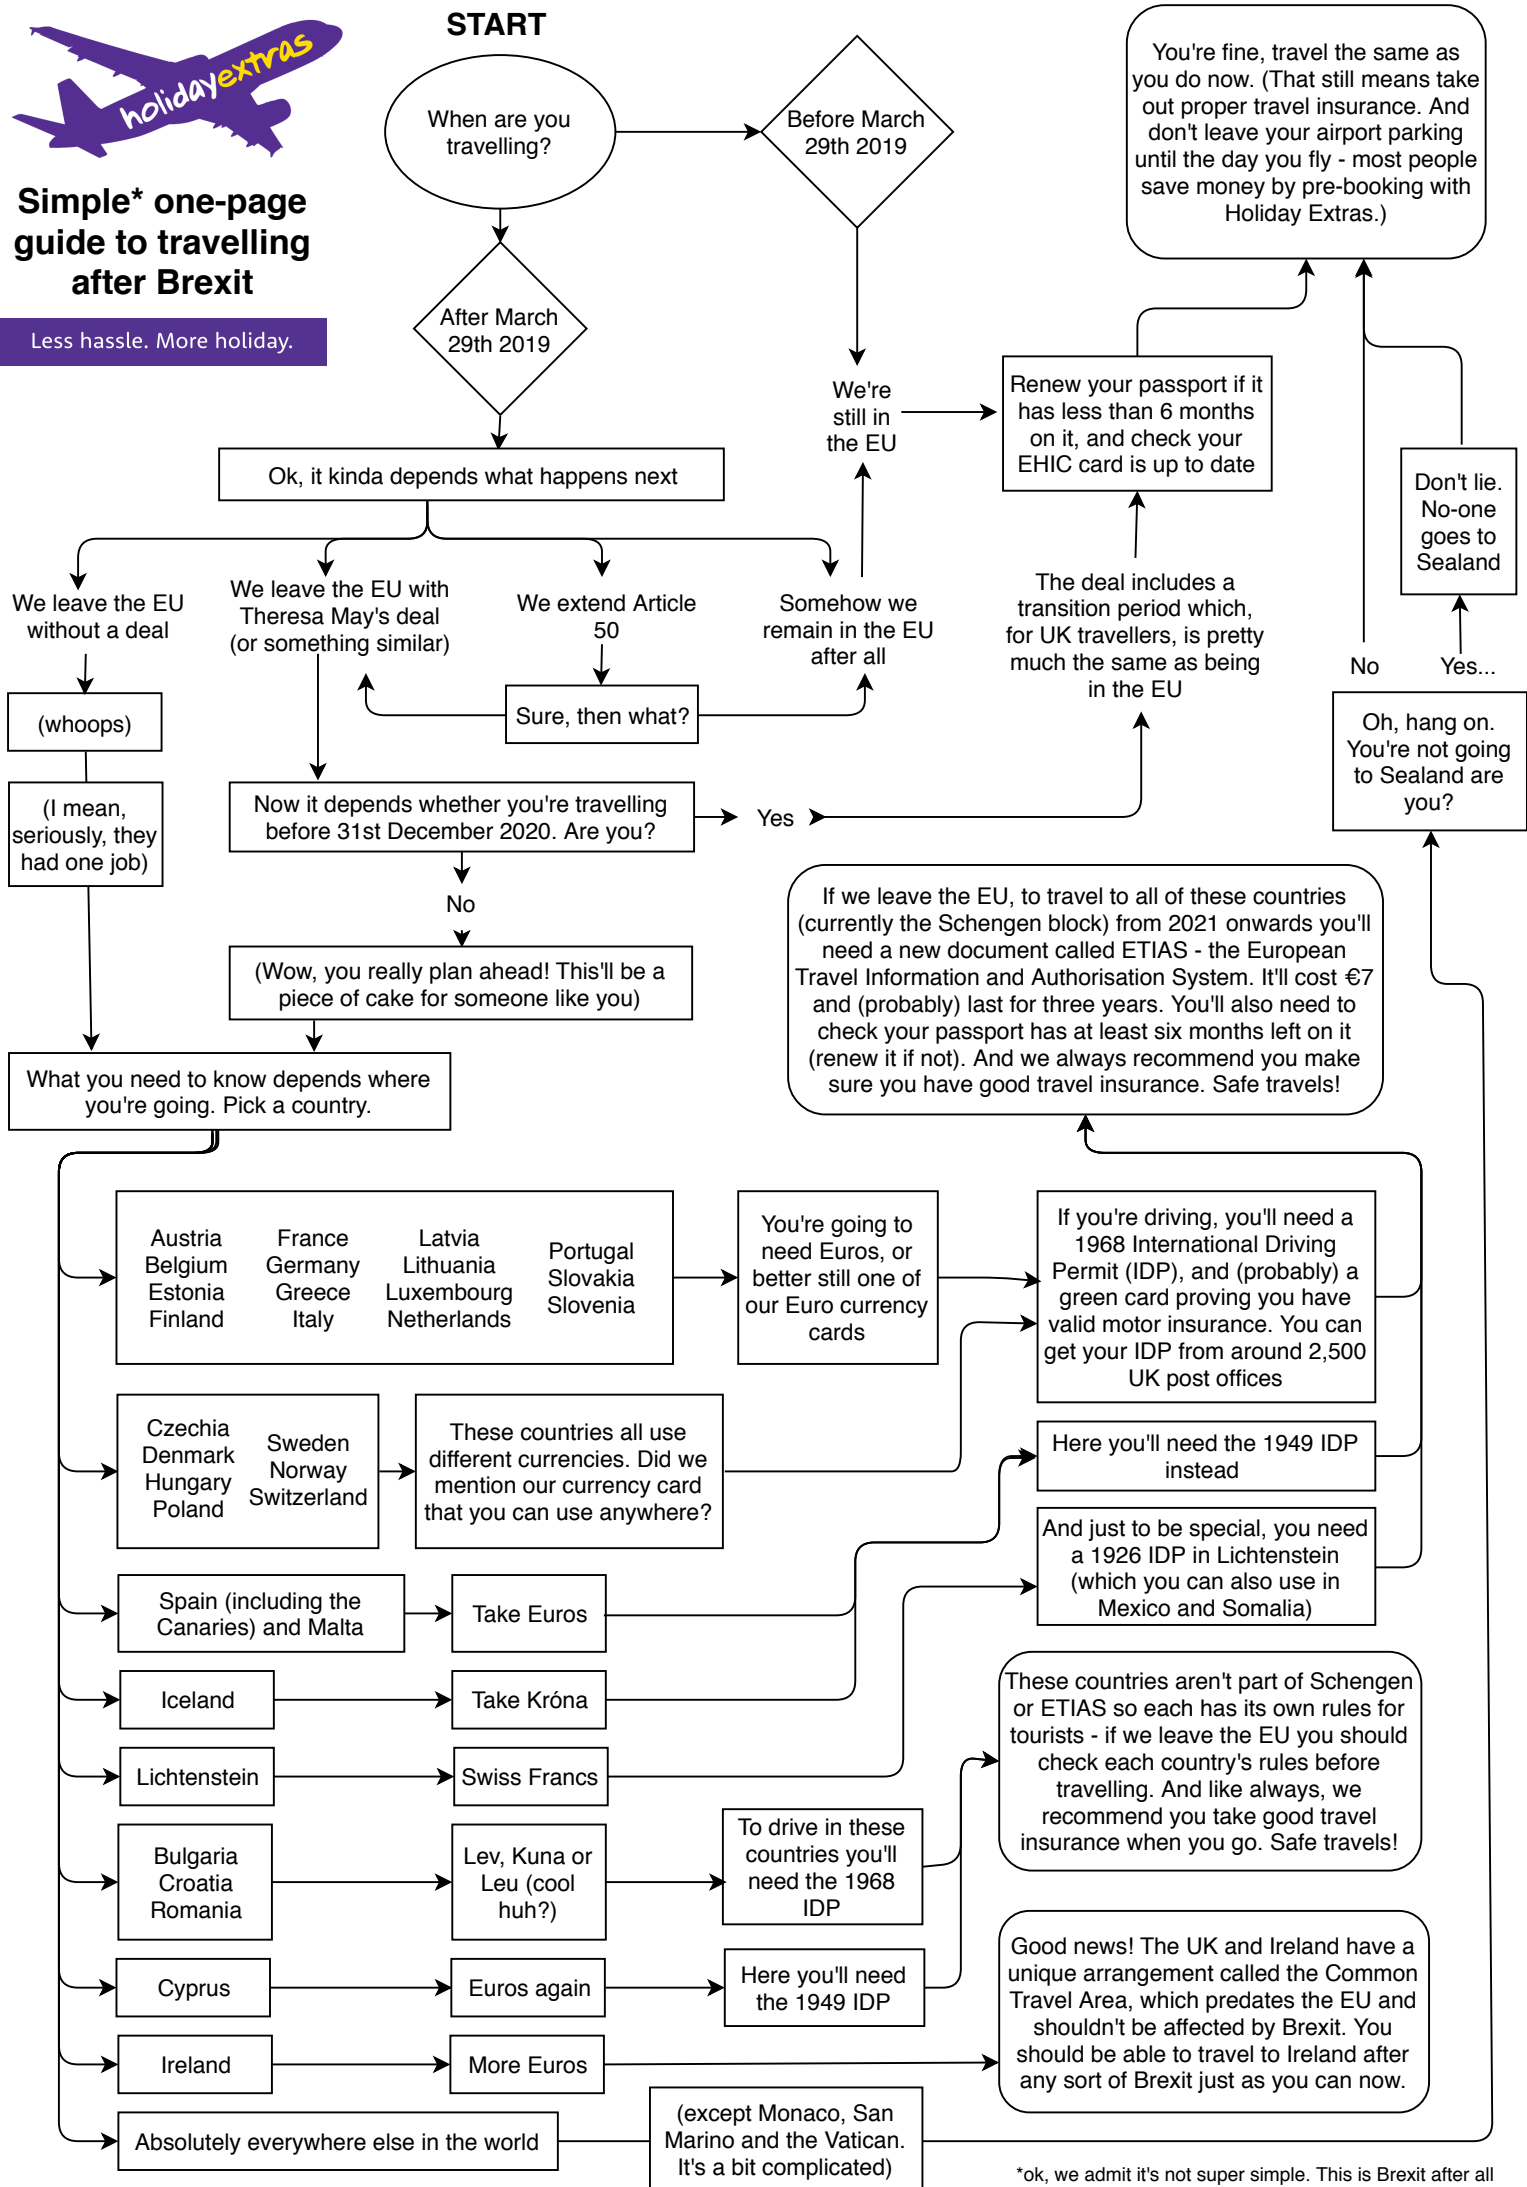 holidayextras
Simple* one-page
guide to travelling
after Brexit
Less hassle. More holiday.
START
When are you
travelling?
Before March
29th 2019
You're fine, travel the same as
you do now. (That still means take
out proper travel insurance. And
don't leave your airport parking
until the day you fly - most people
save money by pre-booking with
Holiday Extras.)
After March
29th 2019
We're
still in
the EU
Renew your passport if it
has less than 6 months
on it, and check your
EHIC card is up to date
Ok, it kinda depends what happens next
Don't lie.
No-one
goes to
Sealand
We leave the EU
without a deal
We leave the EU with
Theresa May's deal
(or something similar)
We extend Article
50
Somehow we
remain in the EU
after all
The deal includes a
transition period which,
for UK travellers, is pretty
much the same as being
in the EU
No
Yes...
(whoops)
Sure, then what?
Oh, hang on.
You're not going
to Sealand are
you?
(I mean,
seriously, they
had one job)
Now it depends whether you're travelling
before 31st December 2020. Are you?
Yes
No
(Wow, you really plan ahead! This'll be a
piece of cake for someone like you)
If we leave the EU, to travel to all of these countries
(currently the Schengen block) from 2021 onwards you'll
need a new document called ETIAS - the European
Travel Information and Authorisation System. It'll cost €7
and (probably) last for three years. You'll also need to
check your passport has at least six months left on it
(renew it if not). And we always recommend you make
sure you have good travel insurance. Safe travels!
What you need to know depends where
you're going. Pick a country.
Austria
Belgium
Estonia
Finland
France
Germany
Greece
Italy
Latvia
Lithuania
Luxembourg
Netherlands
Portugal
Slovakia
Slovenia
You're going to
need Euros, or
better still one of
our Euro currency
cards
If you're driving, you'll need a
1968 International Driving
Permit (IDP), and (probably) a
green card proving you have
valid motor insurance. You can
get your IDP from around 2,500
UK post offices
Czechia
Denmark
Hungary
Poland
Sweden
Norway
Switzerland
These countries all use
different currencies. Did we
mention our currency card
that you can use anywhere?
Here you'll need the 1949 IDP
instead
And just to be special, you need
a 1926 IDP in Lichtenstein
(which you can also use in
Mexico and Somalia)
Spain (including the
Canaries) and Malta
Take Euros
Iceland
Take Króna
Lichtenstein
Swiss Francs
These countries aren't part of Schengen
or ETIAS so each has its own rules for
tourists - if we leave the EU you should
check each country's rules before
travelling. And like always, we
recommend you take good travel
insurance when you go. Safe travels!
Bulgaria
Croatia
Romania
Lev, Kuna or
Leu (cool
huh?)
To drive in these
countries you'll
need the 1968
IDP
Cyprus
Euros again
Here you'll need
the 1949 IDP
Good news! The UK and Ireland have a
unique arrangement called the Common
Travel Area, which predates the EU and
shouldn't be affected by Brexit. You
should be able to travel to Ireland after
any sort of Brexit just as you can now.
Ireland
More Euros
Absolutely everywhere else in the world
(except Monaco, San
Marino and the Vatican.
It's a bit complicated)
*ok, we admit it's not super simple. This is Brexit after all